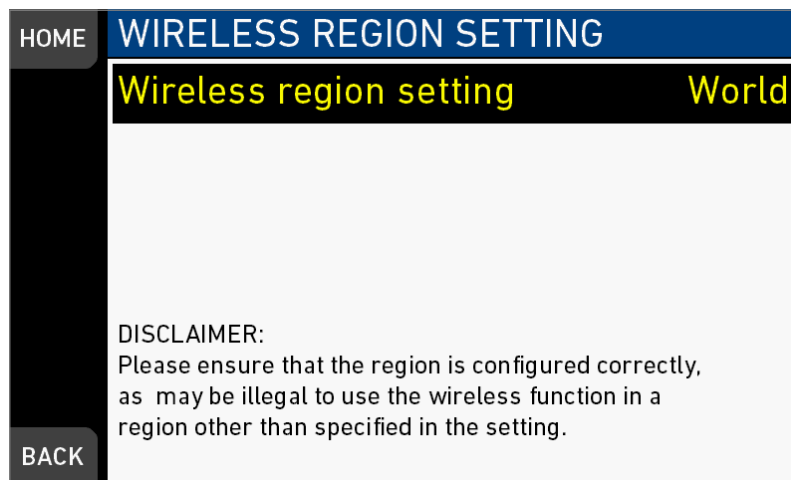 HOME
WIRELESS REGION SETTING
Wireless region setting World
DISCLAIMER:
Please ensure that the region is configured correctly,
as may be illegal to use the wireless function in a
region other than specified in the setting.
BACK